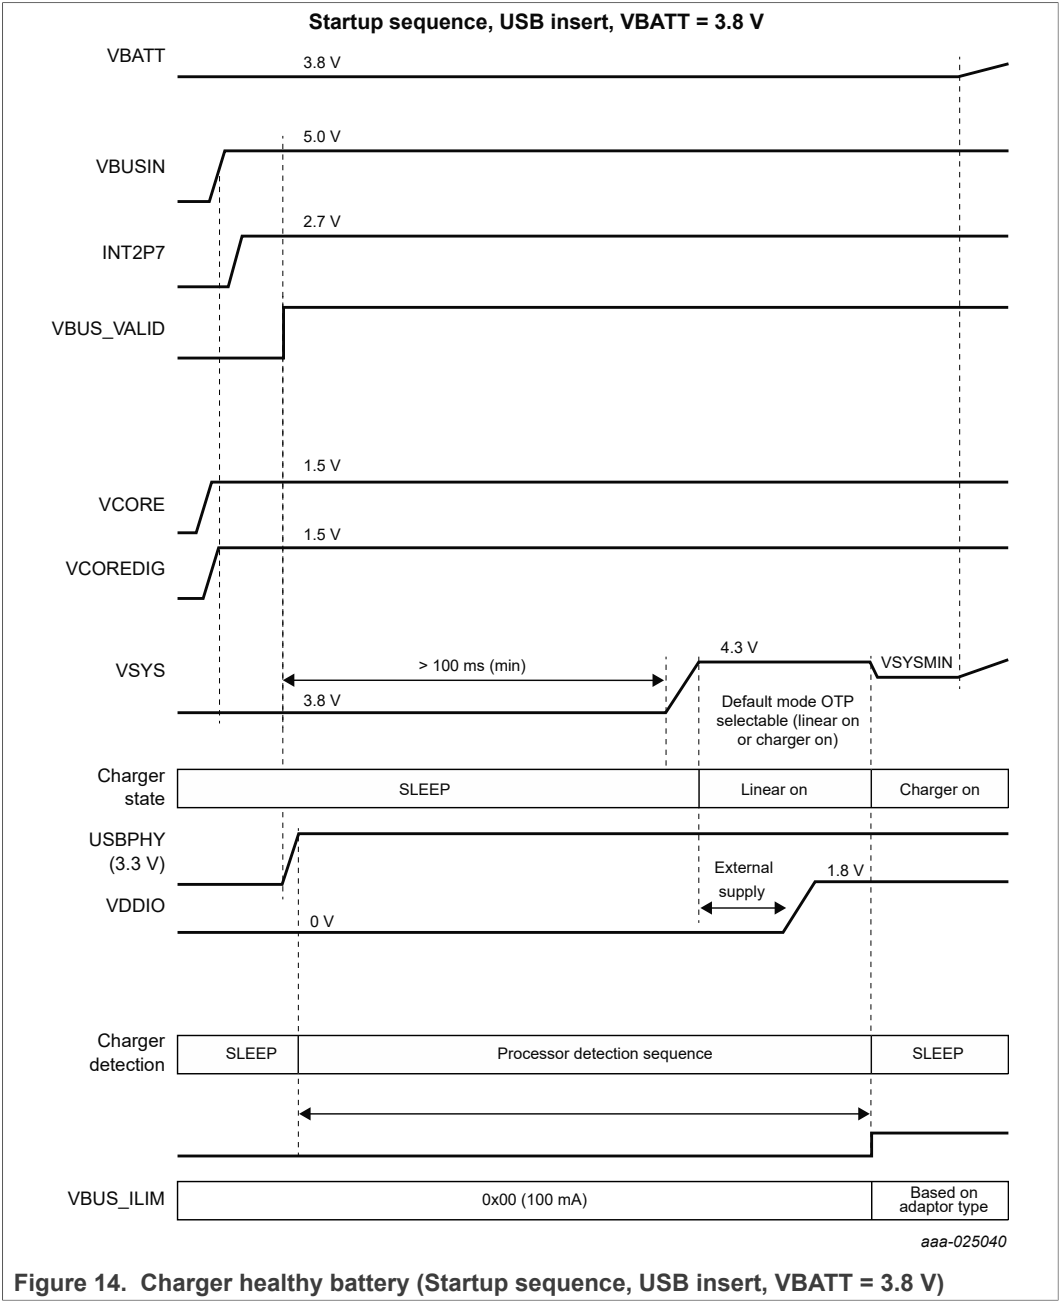 Startup sequence, USB insert, VBATT = 3.8 V
VBATT
3.8 V
5.0 V
VBUSIN
2.7 V
INT2P7
VBUS_VALID
1.5 V
VCORE
1.5 V
VCOREDIG
4.3 V
VSYS
> 100 ms (min)
VSYSMIN
3.8 V
Default mode OTP
selectable (linear on
or charger on)
Charger
state
SLEEP
Linear on
Charger on
USBPHY
(3.3 V)
External
supply
1.8 V
VDDIO
0 V
Charger
detection
SLEEP
Processor detection sequence
SLEEP
VBUS_ILIM
0x00 (100 mA)
Based on
adaptor type
aaa-025040
Figure 14. Charger healthy battery (Startup sequence, USB insert, VBATT = 3.8 V)